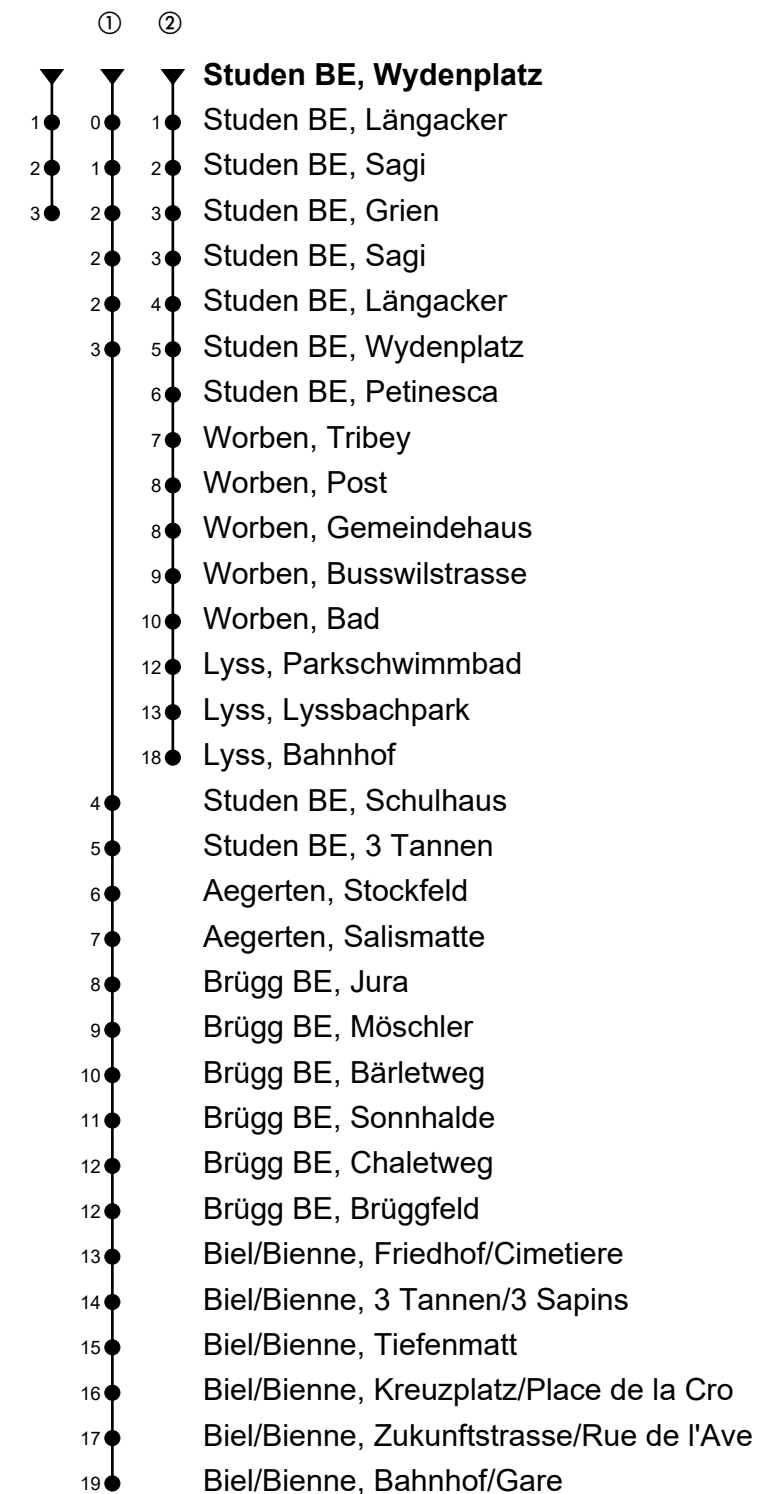 ① ②
Studen BE, Wydenplatz
1 0 1 Studen BE, Längacker
2 1 2 Studen BE, Sagi
3 2 3 Studen BE, Grien
2 3 Studen BE, Sagi
2 4 Studen BE, Längacker
3 5 Studen BE, Wydenplatz
6 Studen BE, Petinesca
7 Worben, Tribey
8 Worben, Post
8 Worben, Gemeindehaus
9 Worben, Busswilstrasse
10 Worben, Bad
12 Lyss, Parkschwimmbad
13 Lyss, Lyssbachpark
18 Lyss, Bahnhof
4 Studen BE, Schulhaus
5 Studen BE, 3 Tannen
6 Aegerten, Stockfeld
7 Aegerten, Salismatte
8 Brügg BE, Jura
9 Brügg BE, Möschler
10 Brügg BE, Bärletweg
11 Brügg BE, Sonnhalde
12 Brügg BE, Chaletweg
12 Brügg BE, Brüggfeld
13 Biel/Bienne, Friedhof/Cimetiere
14 Biel/Bienne, 3 Tannen/3 Sapins
15 Biel/Bienne, Tiefenmatt
16 Biel/Bienne, Kreuzplatz/Place de la Cro
17 Biel/Bienne, Zukunftstrasse/Rue de l'Ave
19 Biel/Bienne, Bahnhof/Gare